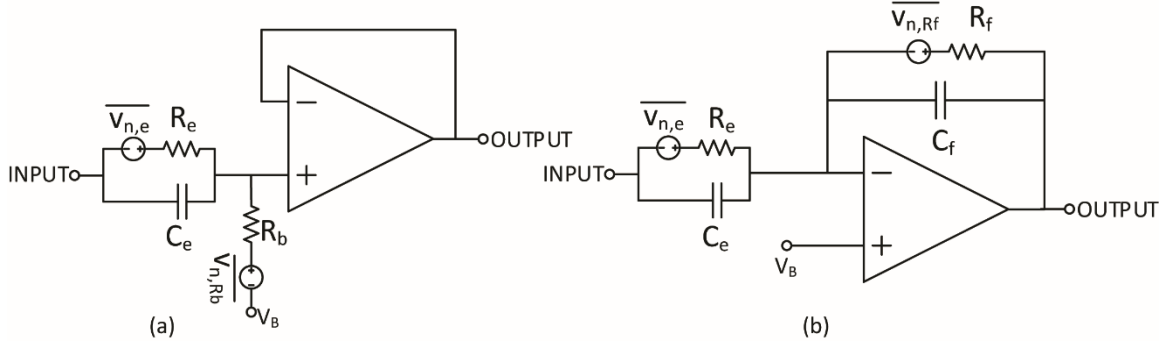 v_n,e
R_e
INPUT
C_e
−
+
OUTPUT
R_b
V_n,Rb
V_B
(a)
v_n,Rf
R_f
C_f
v_n,e
R_e
INPUT
C_e
−
+
V_B
OUTPUT
(b)